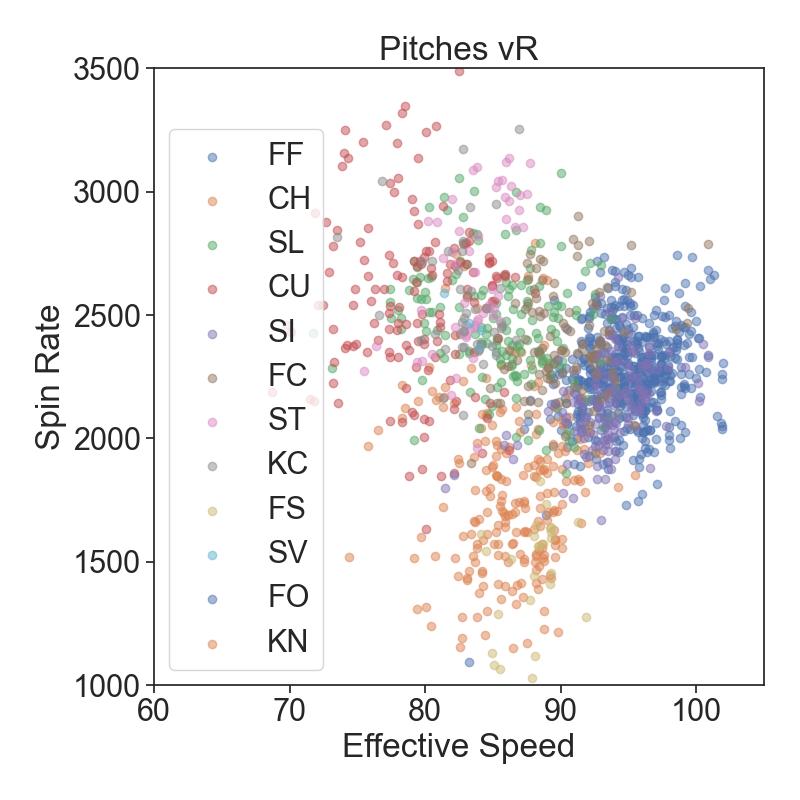 Pitches vR
3500
3000
2500
2000
1500
1000
Spin Rate
FF
CH
SL
CU
SI
FC
ST
KC
FS
SV
FO
KN
60 70 80 90 100
Effective Speed